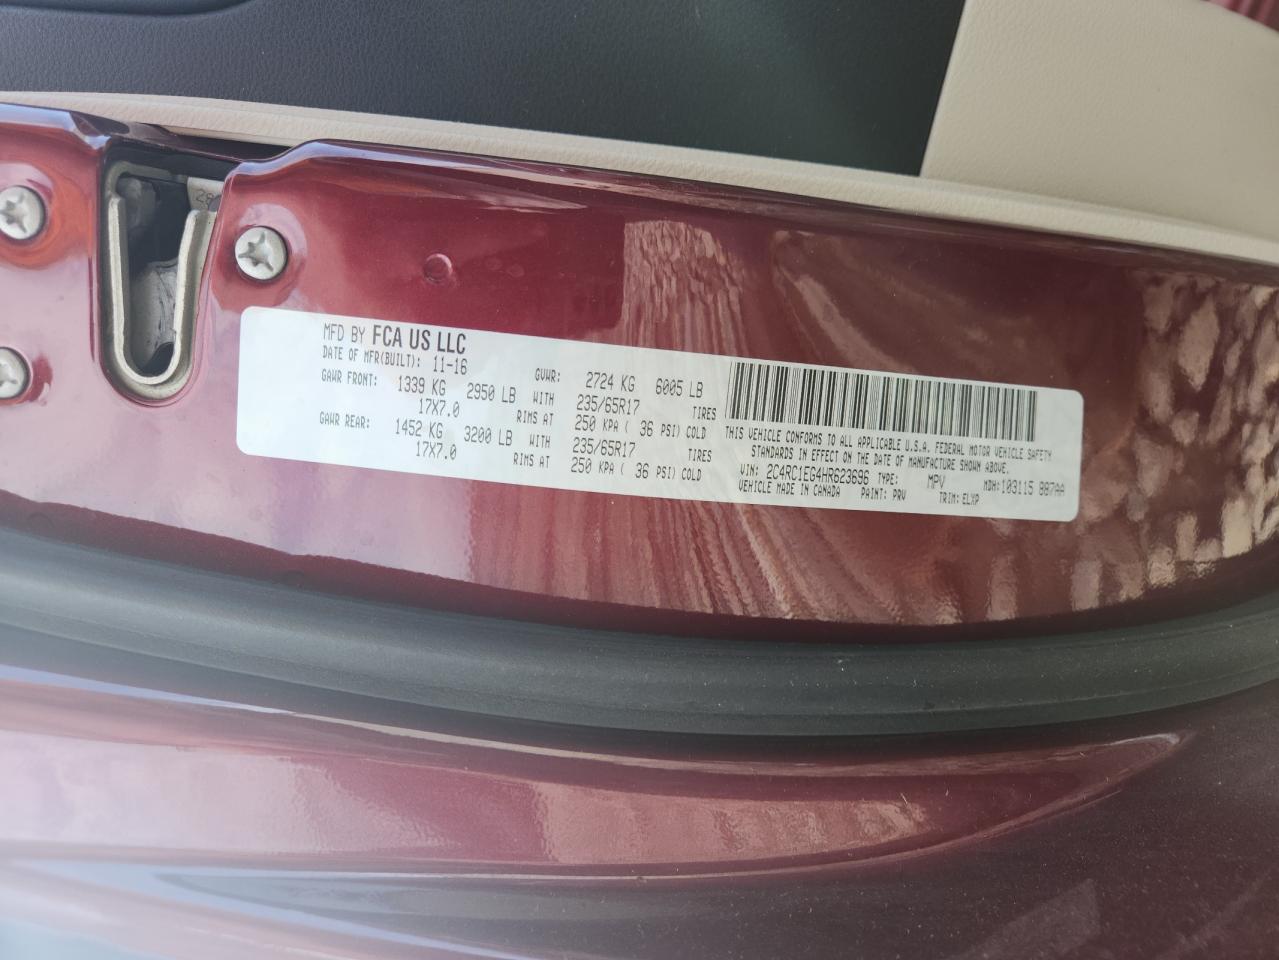 MFD BY FCA US LLC
DATE OF MFR(BUILT): 11-16 GVWR: 2724 KG 6005 LB
GAWR FRONT: 1339 KG 2950 LB WITH 235/65R17 TIRES
17X7.0 RIMS AT 250 KPA ( 36 PSI) COLD
GAWR REAR: 1452 KG 3200 LB WITH 235/65R17 TIRES
17X7.0 RIMS AT 250 KPA ( 36 PSI) COLD
THIS VEHICLE CONFORMS TO ALL APPLICABLE U.S.A. FEDERAL MOTOR VEHICLE SAFETY
STANDARDS IN EFFECT ON THE DATE OF MANUFACTURE SHOWN ABOVE.
VIN: 2C4RC1EG4HR623696 TYPE: MPV MDH: 103115 887AA
VEHICLE MADE IN CANADA PAINT: PRV TRIM: ELXP